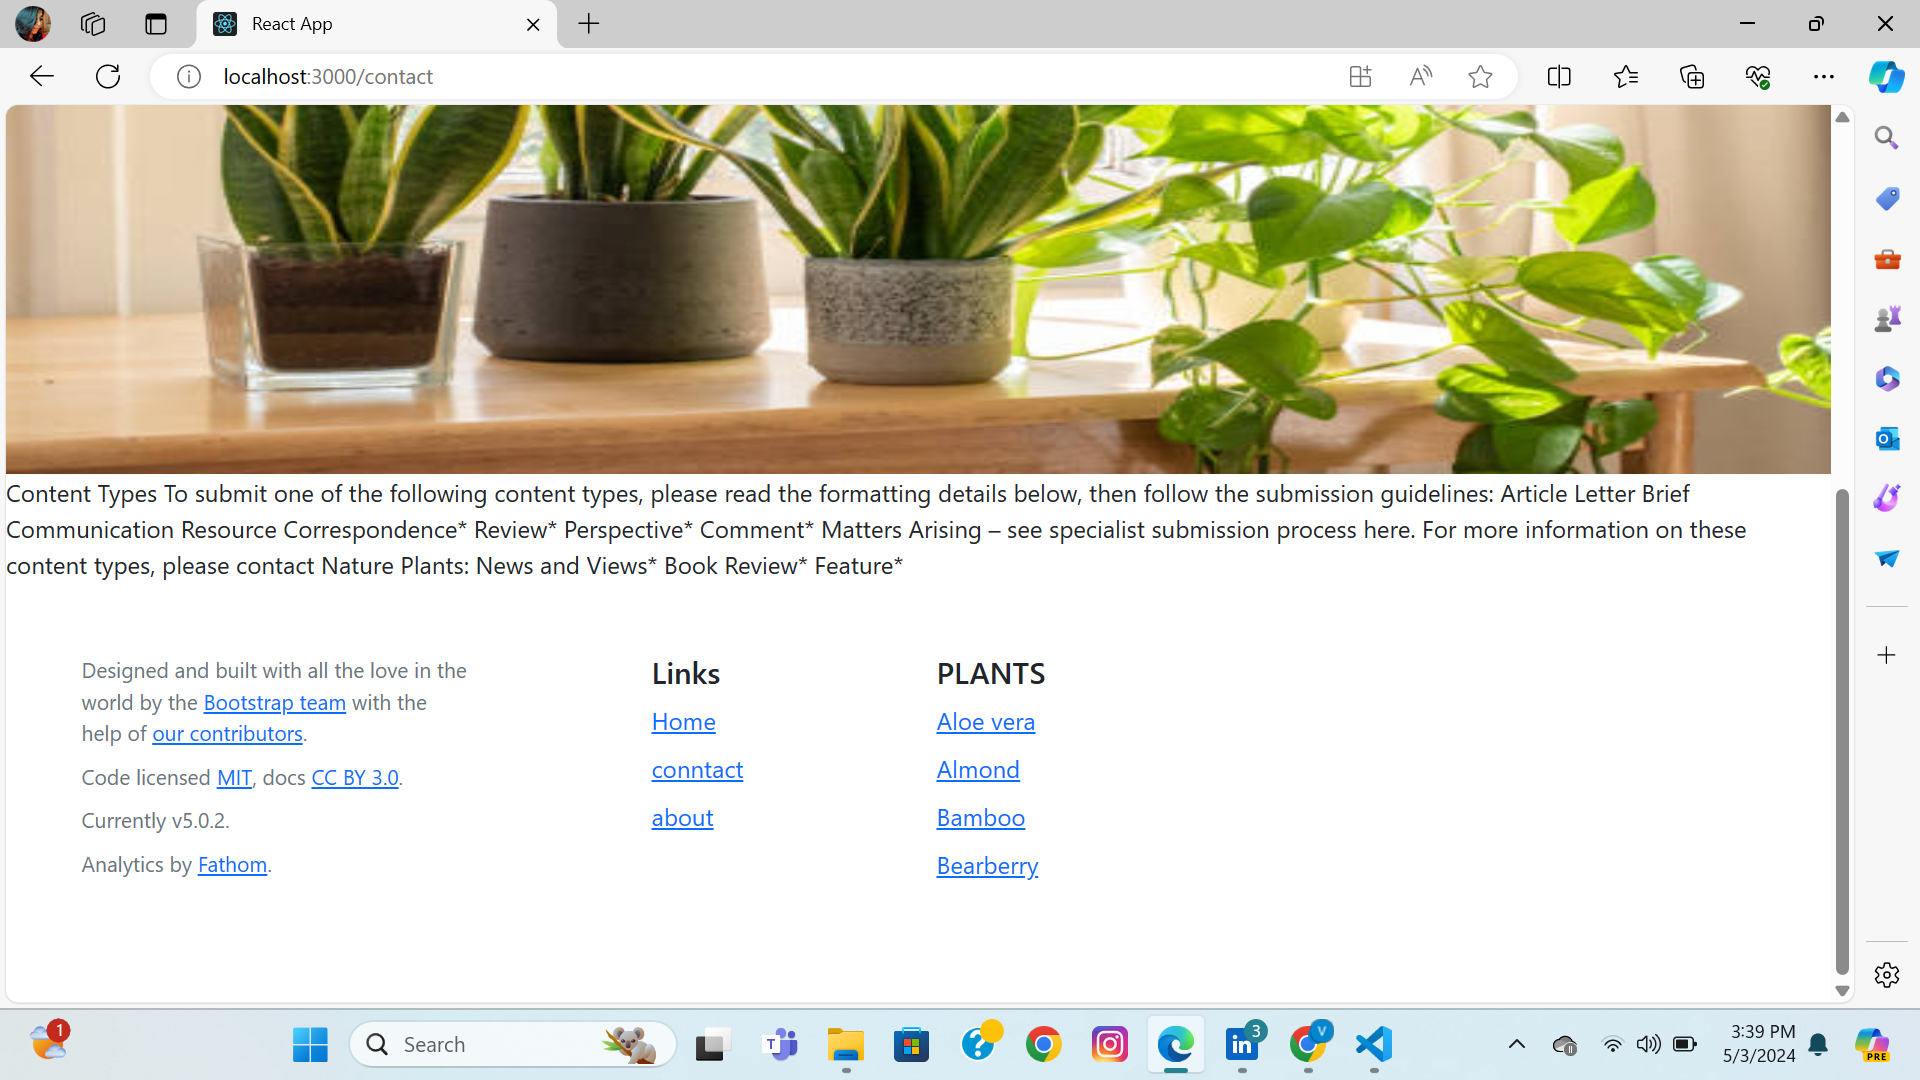 React App
localhost:3000/contact
Content Types To submit one of the following content types, please read the formatting details below, then follow the submission guidelines: Article Letter Brief
Communication Resource Correspondence* Review* Perspective* Comment* Matters Arising – see specialist submission process here. For more information on these
content types, please contact Nature Plants: News and Views* Book Review* Feature*
Designed and built with all the love in the
world by the Bootstrap team with the
help of our contributors.
Code licensed MIT, docs CC BY 3.0.
Currently v5.0.2.
Analytics by Fathom.
Links
Home
conntact
about
PLANTS
Aloe vera
Almond
Bamboo
Bearberry
1
Search
3
V
3:39 PM
5/3/2024
PRE